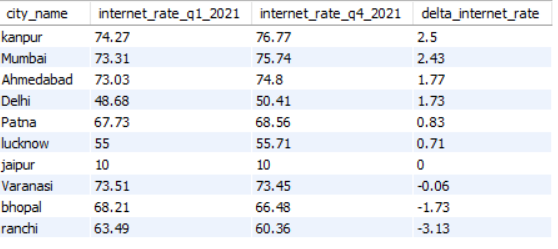 city_name internet_rate_q1_2021 internet_rate_q4_2021 delta_internet_rate
kanpur 74.27 76.77 2.5
Mumbai 73.31 75.74 2.43
Ahmedabad 73.03 74.8 1.77
Delhi 48.68 50.41 1.73
Patna 67.73 68.56 0.83
lucknow 55 55.71 0.71
jaipur 10 10 0
Varanasi 73.51 73.45 -0.06
bhopal 68.21 66.48 -1.73
ranchi 63.49 60.36 -3.13